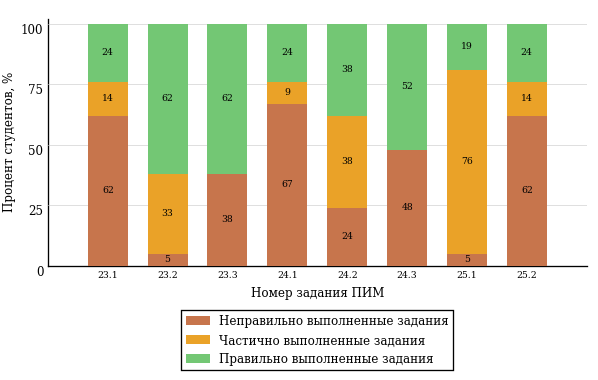 Процент студентов, %
100
75
50
25
0
24 62 62 24 38 52 19 24
14 33 9 38 76 14
62 5 38 67 24 48 5 62
23.1 23.2 23.3 24.1 24.2 24.3 25.1 25.2
Номер задания ПИМ
Неправильно выполненные задания
Частично выполненные задания
Правильно выполненные задания